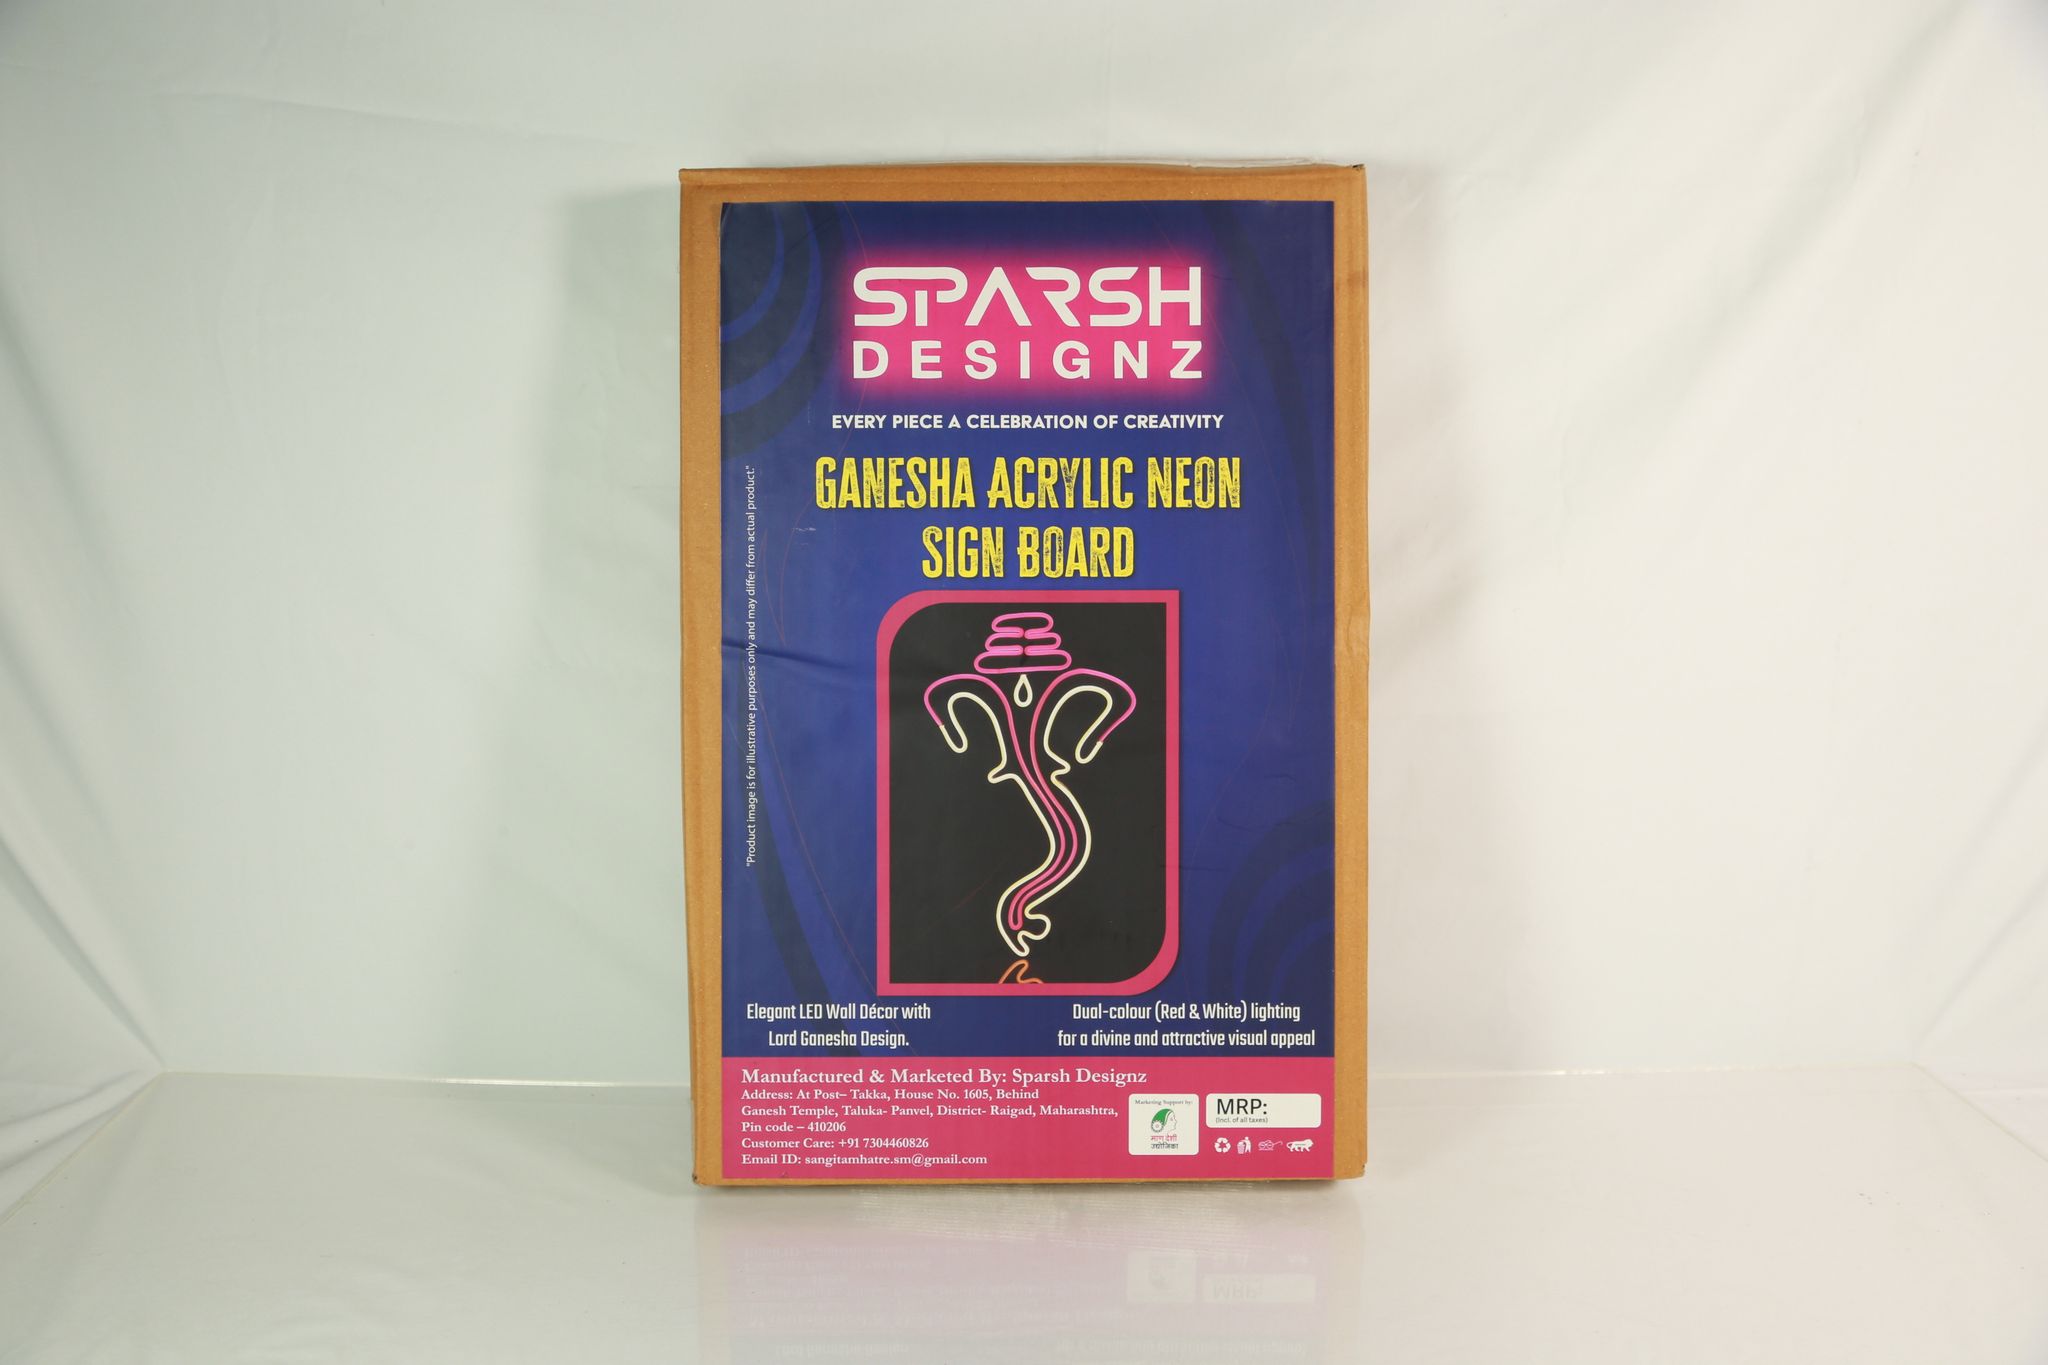 SPARSH
DESIGNZ
EVERY PIECE A CELEBRATION OF CREATIVITY
GANESHA ACRYLIC NEON
SIGN BOARD
"Product image is for illustrative purposes only and may differ from actual product."
Elegant LED Wall Décor with
Lord Ganesha Design.
Dual-colour (Red & White) lighting
for a divine and attractive visual appeal
Manufactured & Marketed By: Sparsh Designz
Address: At Post– Takka, House No. 1605, Behind
Ganesh Temple, Taluka- Panvel, District- Raigad, Maharashtra,
Pin code – 410206
Customer Care: +91 7304460826
Email ID: sangitamhatre.sm@gmail.com
Marketing Support by:
माण देशी
उद्योजिका
MRP:
(Incl. of all taxes)